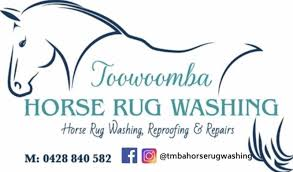 Toowoomba
HORSE RUG WASHING
Horse Rug Washing, Reproofing & Repairs
M: 0428 840 582 @tmbahorserugwashing